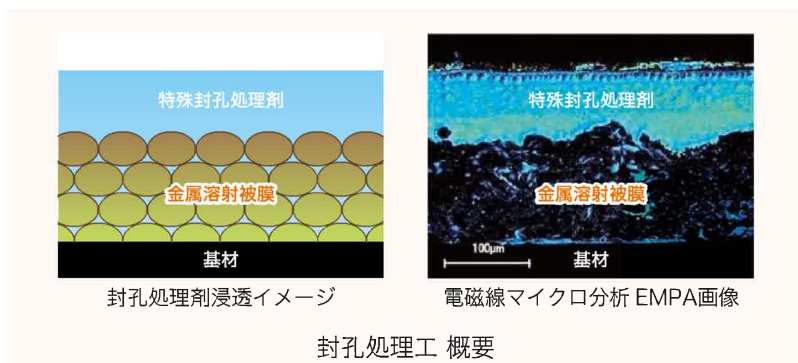 特殊封孔処理剤
金属溶射被膜
基材
封孔処理剤浸透イメージ
特殊封孔処理剤
金属溶射被膜
100μm
基材
電磁線マイクロ分析 EMPA画像
封孔処理工 概要